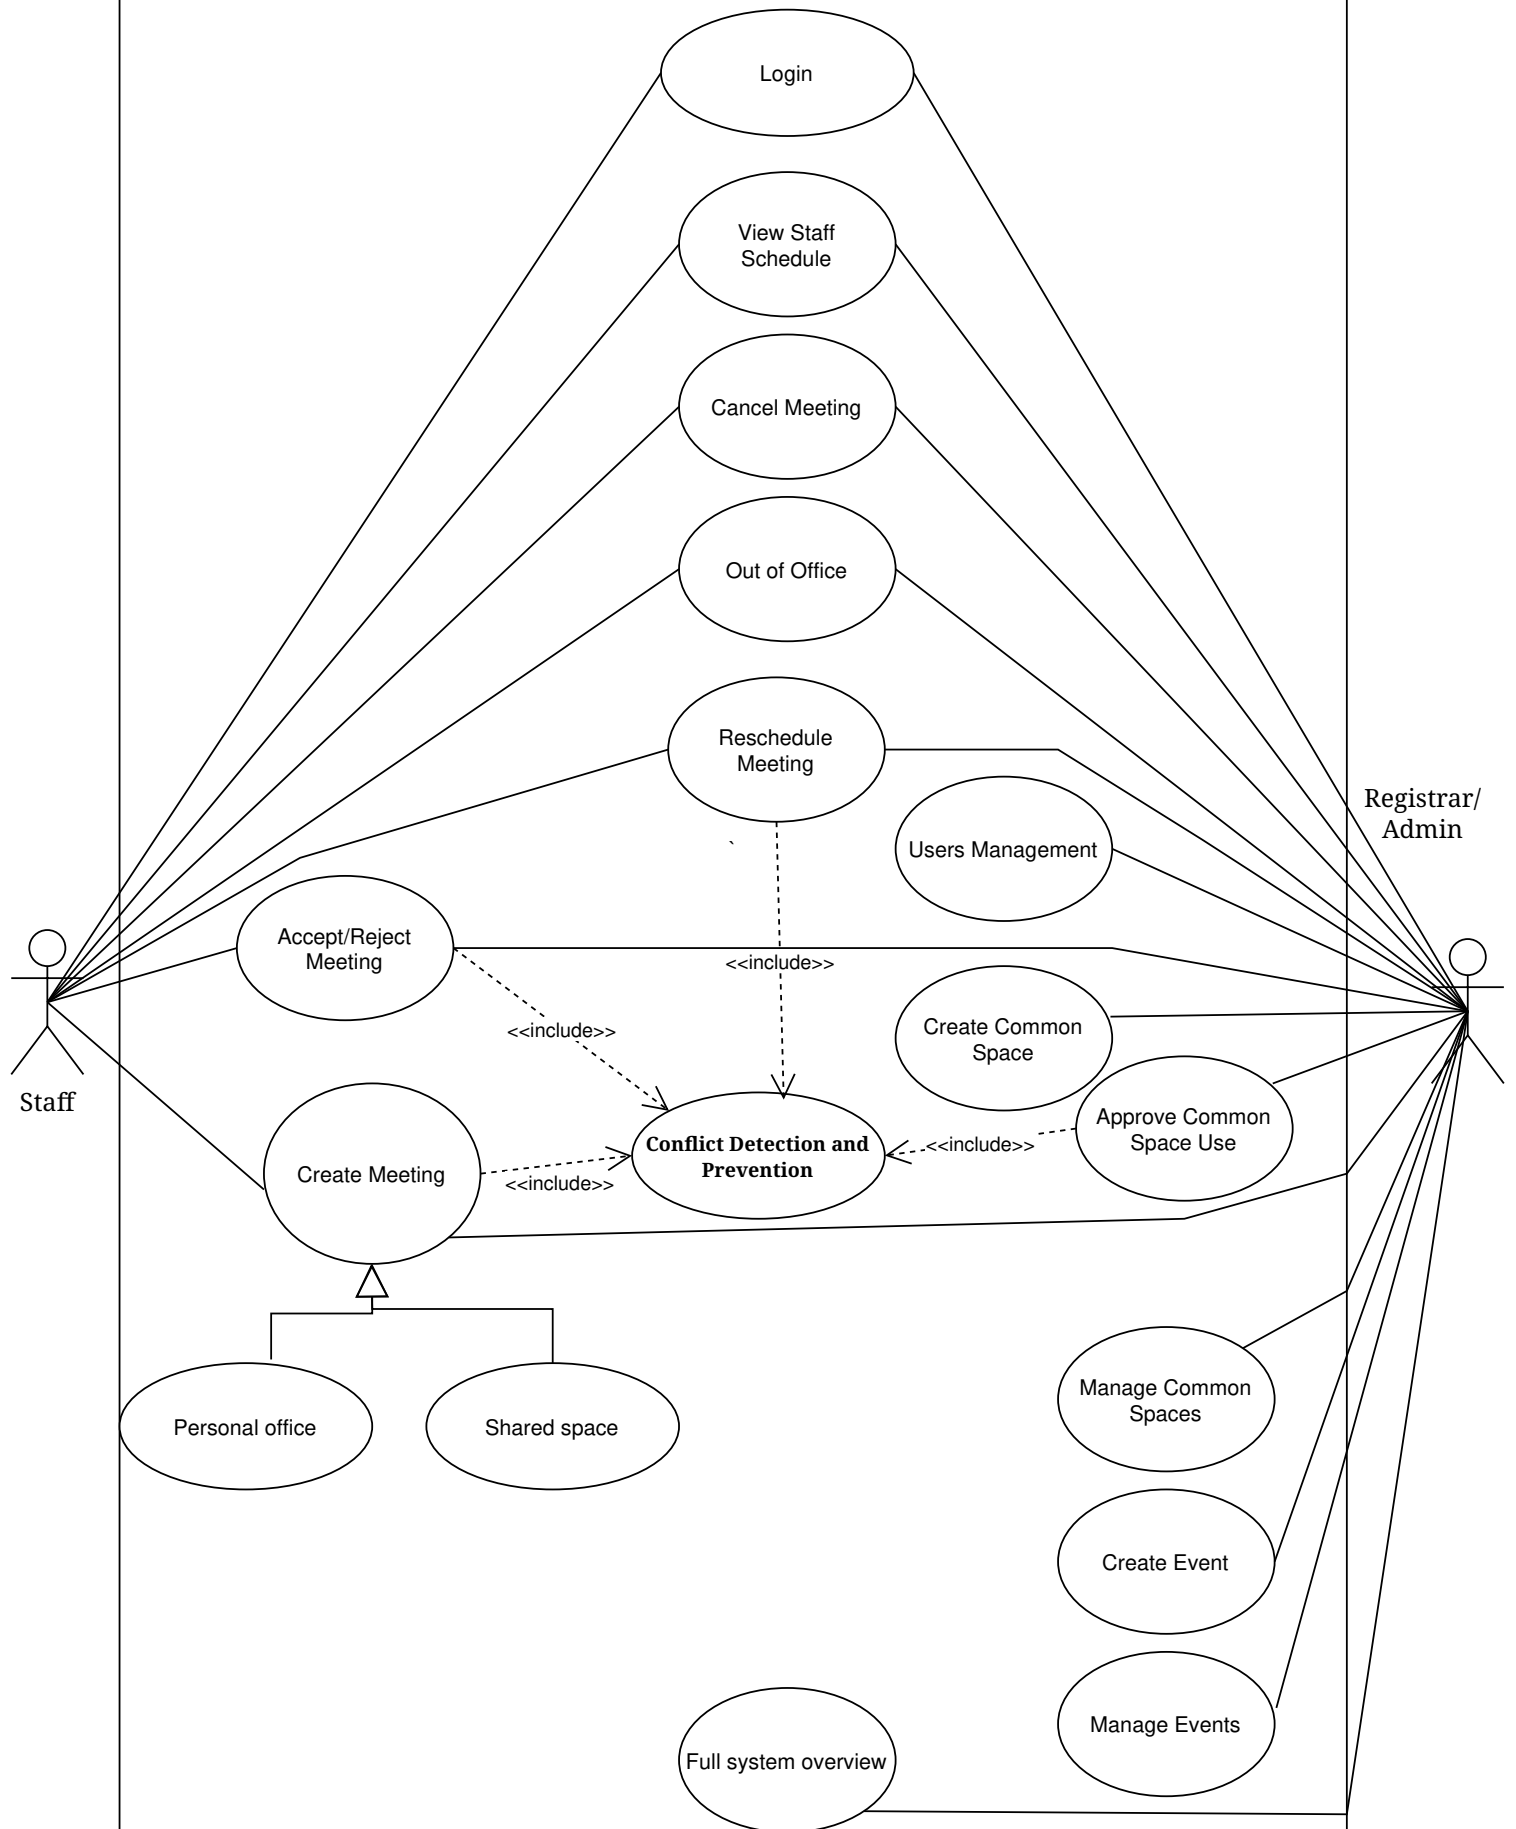 Login
View Staff
Schedule
Cancel Meeting
Out of Office
Reschedule
Meeting
Registrar/
Admin
`
Users Management
Accept/Reject
Meeting
<<include>>
<<include>>
Create Common
Space
Staff
Approve Common
Space Use
Conflict Detection and
Prevention
<<include>>
Create Meeting
<<include>>
Personal office
Shared space
Manage Common
Spaces
Create Event
Manage Events
Full system overview